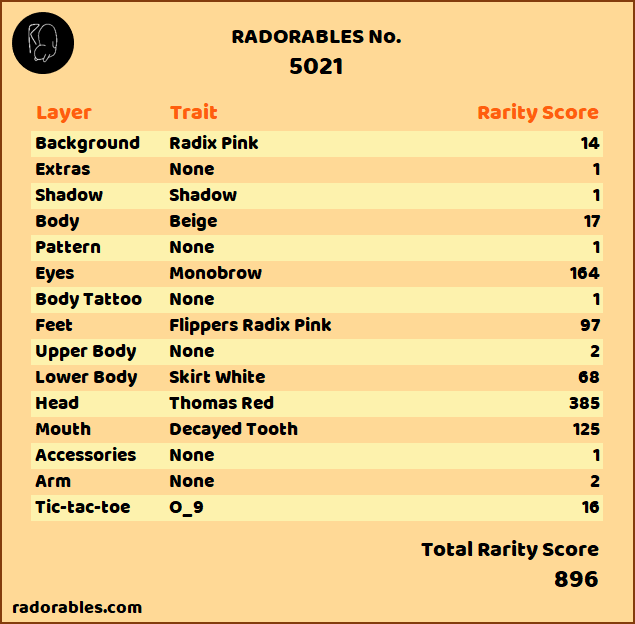 RADORABLES No.
5021
Layer Trait Rarity Score
Background Radix Pink 14
Extras None 1
Shadow Shadow 1
Body Beige 17
Pattern None 1
Eyes Monobrow 164
Body Tattoo None 1
Feet Flippers Radix Pink 97
Upper Body None 2
Lower Body Skirt White 68
Head Thomas Red 385
Mouth Decayed Tooth 125
Accessories None 1
Arm None 2
Tic-tac-toe O_9 16
Total Rarity Score
896
radorables.com